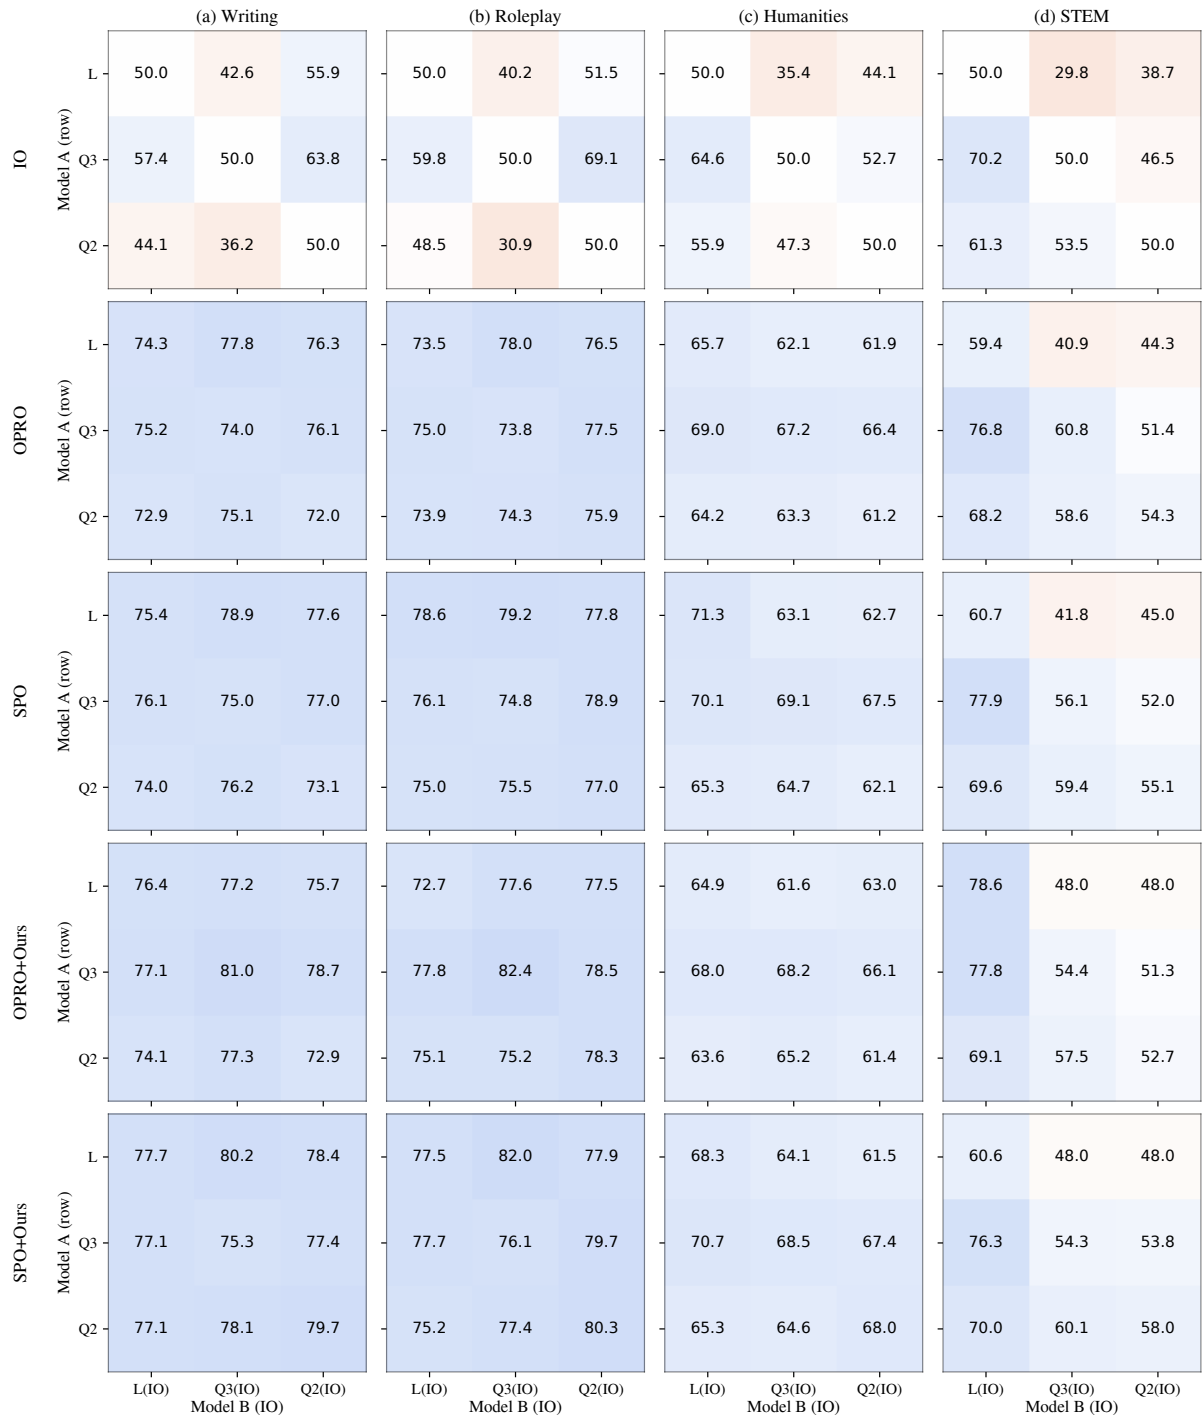 (a) Writing (b) Roleplay (c) Humanities (d) STEM
IO
Model A (row)
L 50.0 42.6 55.9 50.0 40.2 51.5 50.0 35.4 44.1 50.0 29.8 38.7
Q3 57.4 50.0 63.8 59.8 50.0 69.1 64.6 50.0 52.7 70.2 50.0 46.5
Q2 44.1 36.2 50.0 48.5 30.9 50.0 55.9 47.3 50.0 61.3 53.5 50.0
OPRO
Model A (row)
L 74.3 77.8 76.3 73.5 78.0 76.5 65.7 62.1 61.9 59.4 40.9 44.3
Q3 75.2 74.0 76.1 75.0 73.8 77.5 69.0 67.2 66.4 76.8 60.8 51.4
Q2 72.9 75.1 72.0 73.9 74.3 75.9 64.2 63.3 61.2 68.2 58.6 54.3
SPO
Model A (row)
L 75.4 78.9 77.6 78.6 79.2 77.8 71.3 63.1 62.7 60.7 41.8 45.0
Q3 76.1 75.0 77.0 76.1 74.8 78.9 70.1 69.1 67.5 77.9 56.1 52.0
Q2 74.0 76.2 73.1 75.0 75.5 77.0 65.3 64.7 62.1 69.6 59.4 55.1
OPRO+Ours
Model A (row)
L 76.4 77.2 75.7 72.7 77.6 77.5 64.9 61.6 63.0 78.6 48.0 48.0
Q3 77.1 81.0 78.7 77.8 82.4 78.5 68.0 68.2 66.1 77.8 54.4 51.3
Q2 74.1 77.3 72.9 75.1 75.2 78.3 63.6 65.2 61.4 69.1 57.5 52.7
SPO+Ours
Model A (row)
L 77.7 80.2 78.4 77.5 82.0 77.9 68.3 64.1 61.5 60.6 48.0 48.0
Q3 77.1 75.3 77.4 77.7 76.1 79.7 70.7 68.5 67.4 76.3 54.3 53.8
Q2 77.1 78.1 79.7 75.2 77.4 80.3 65.3 64.6 68.0 70.0 60.1 58.0
L(IO) Q3(IO) Q2(IO) L(IO) Q3(IO) Q2(IO) L(IO) Q3(IO) Q2(IO) L(IO) Q3(IO) Q2(IO)
Model B (IO) Model B (IO) Model B (IO) Model B (IO)